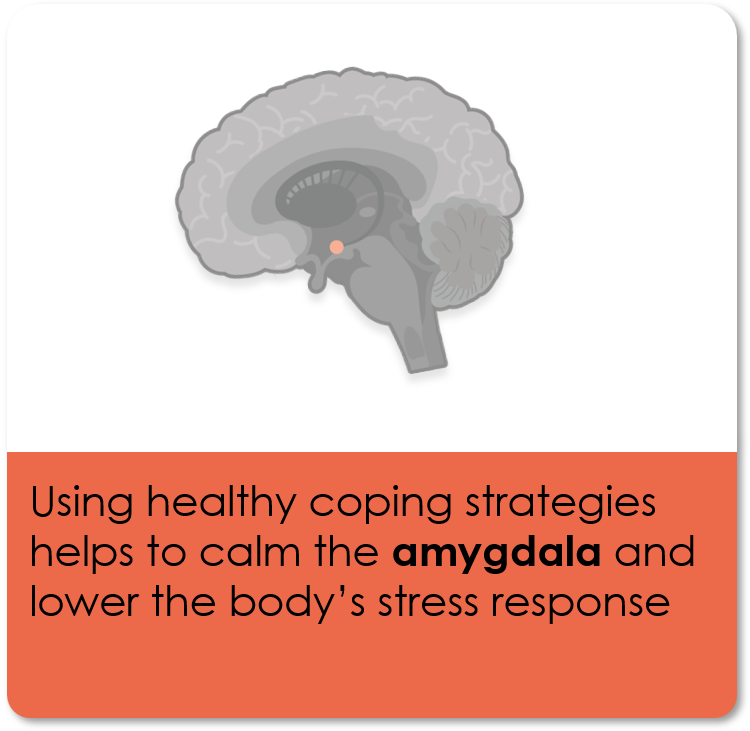 Using healthy coping strategies
helps to calm the amygdala and
lower the body’s stress response